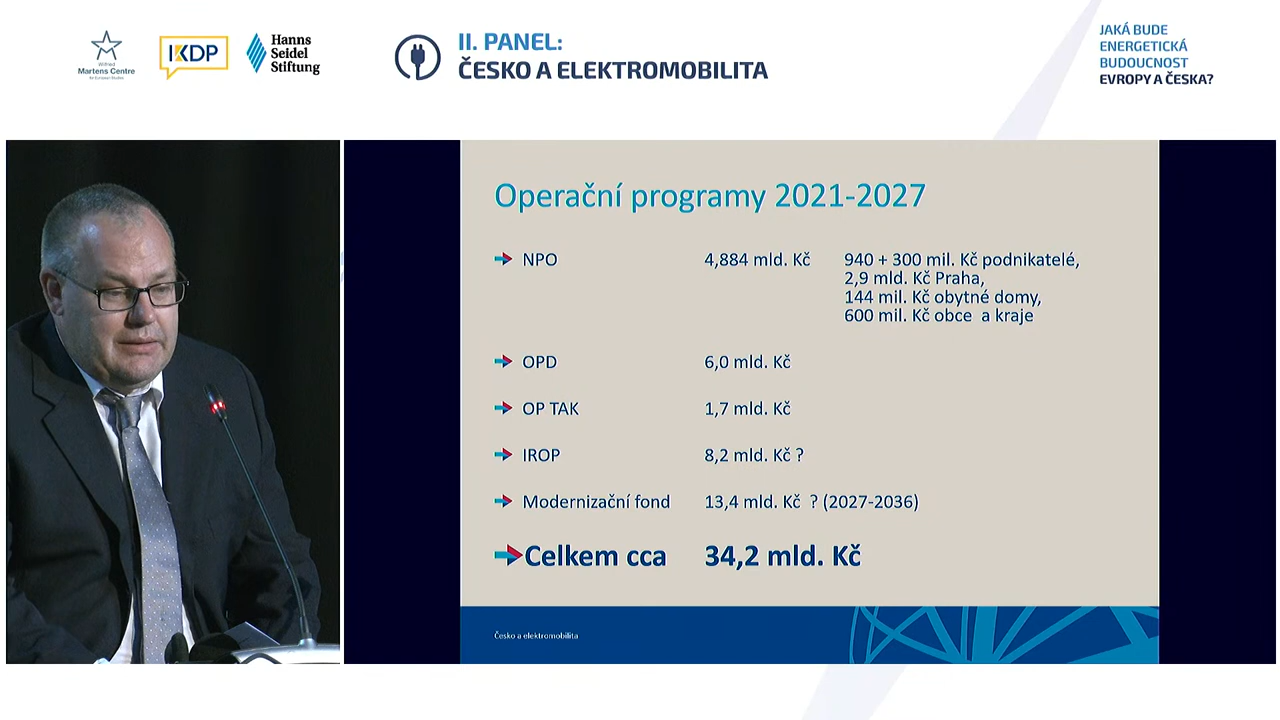 Wilfried
Martens Centre
for European Studies
IKDP
Hanns
Seidel
Stiftung
II. PANEL:
ČESKO A ELEKTROMOBILITA
JAKÁ BUDE
ENERGETICKÁ
BUDOUCNOST
EVROPY A ČESKA?
Operační programy 2021-2027
NPO 4,884 mld. Kč 940 + 300 mil. Kč podnikatelé,
2,9 mld. Kč Praha,
144 mil. Kč obytné domy,
600 mil. Kč obce a kraje
OPD 6,0 mld. Kč
OP TAK 1,7 mld. Kč
IROP 8,2 mld. Kč ?
Modernizační fond 13,4 mld. Kč ? (2027-2036)
Celkem cca 34,2 mld. Kč
Česko a elektromobilita